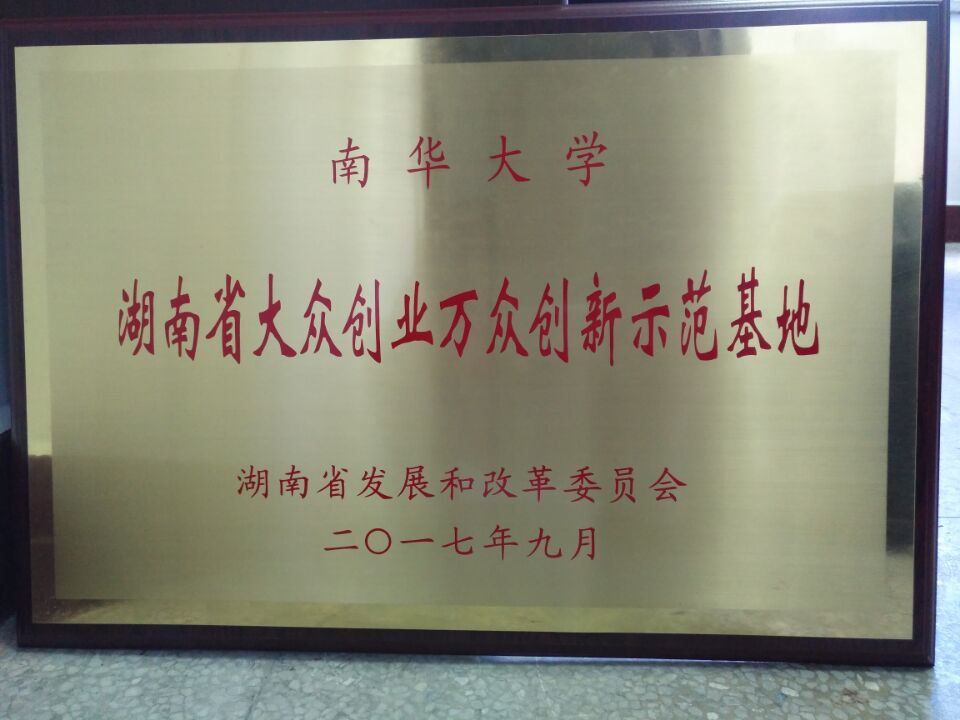 南华大学
湖南省大众创业万众创新示范基地
湖南省发展和改革委员会
二〇一七年九月